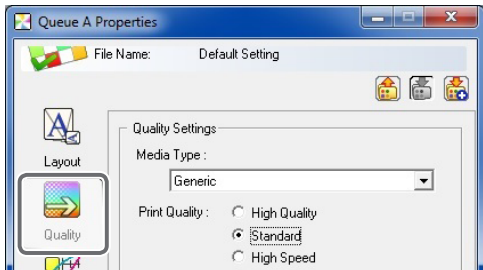 Queue A Properties
File Name: Default Setting
Layout
Quality
Quality Settings
Media Type :
Generic
Print Quality : High Quality
Standard
High Speed